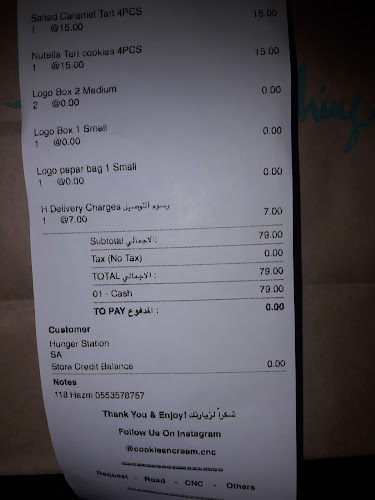 Salted Caramel Tart 4PCS 15.00
1 @15.00
Nutella Tart cookies 4PCS 15.00
1 @15.00
Logo Box 2 Medium 0.00
2 @0.00
Logo Box 1 Small 0.00
1 @0.00
Logo papar bag 1 Small 0.00
1 @0.00
H Delivery Charges رسوم التوصيل 7.00
1 @7.00
Subtotal الاجمالي : 79.00
Tax (No Tax) 0.00
TOTAL الاجمالي : 79.00
01 - Cash 79.00
TO PAY المدفوع : 0.00
Customer
Hunger Station
SA
Store Credit Balance 0.00
Notes
118 Hazm 0553578757
Thank You & Enjoy! شكراً لزيارتك
Follow Us On Instagram
@cookiesncream.cnc
Request - Road - CNC - Others